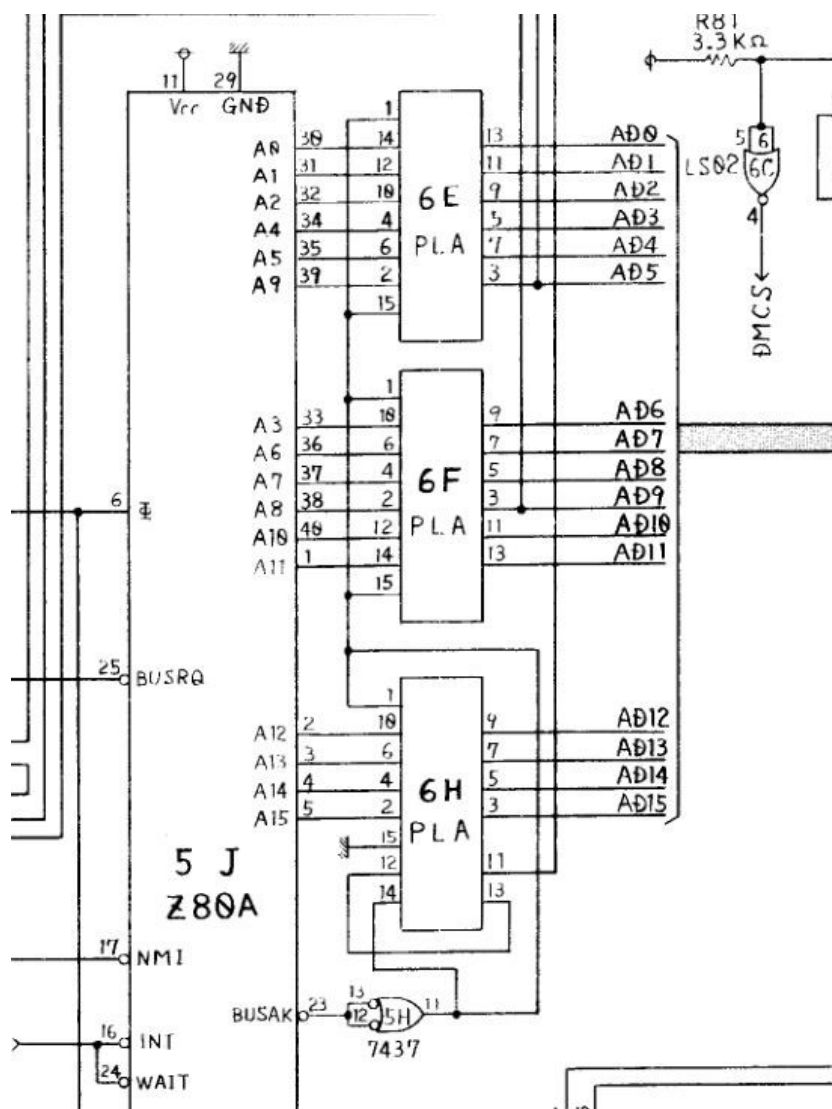 R81
3.3KΩ
11 29
Vcc GND
5 6
LS02 6C
4
DMCS
1
A0 30 14 13 AD0
A1 31 12 11 AD1
A2 32 10 9 AD2
A4 34 4 5 AD3
A5 35 6 7 AD4
A9 39 2 3 AD5
15
6E
PLA
1
A3 33 10 9 AD6
A6 36 6 7 AD7
A7 37 4 5 AD8
A8 38 2 3 AD9
A10 40 12 11 AD10
A11 1 14 13 AD11
15
6F
PLA
6 Φ
25 BUSRQ
1
A12 2 10 9 AD12
A13 3 6 7 AD13
A14 4 4 5 AD14
A15 5 2 3 AD15
15
12 11
14 13
6H
PLA
5J
Z80A
17 NMI
BUSAK 23 13 12 5H 11
7437
16 INT
24 WAIT